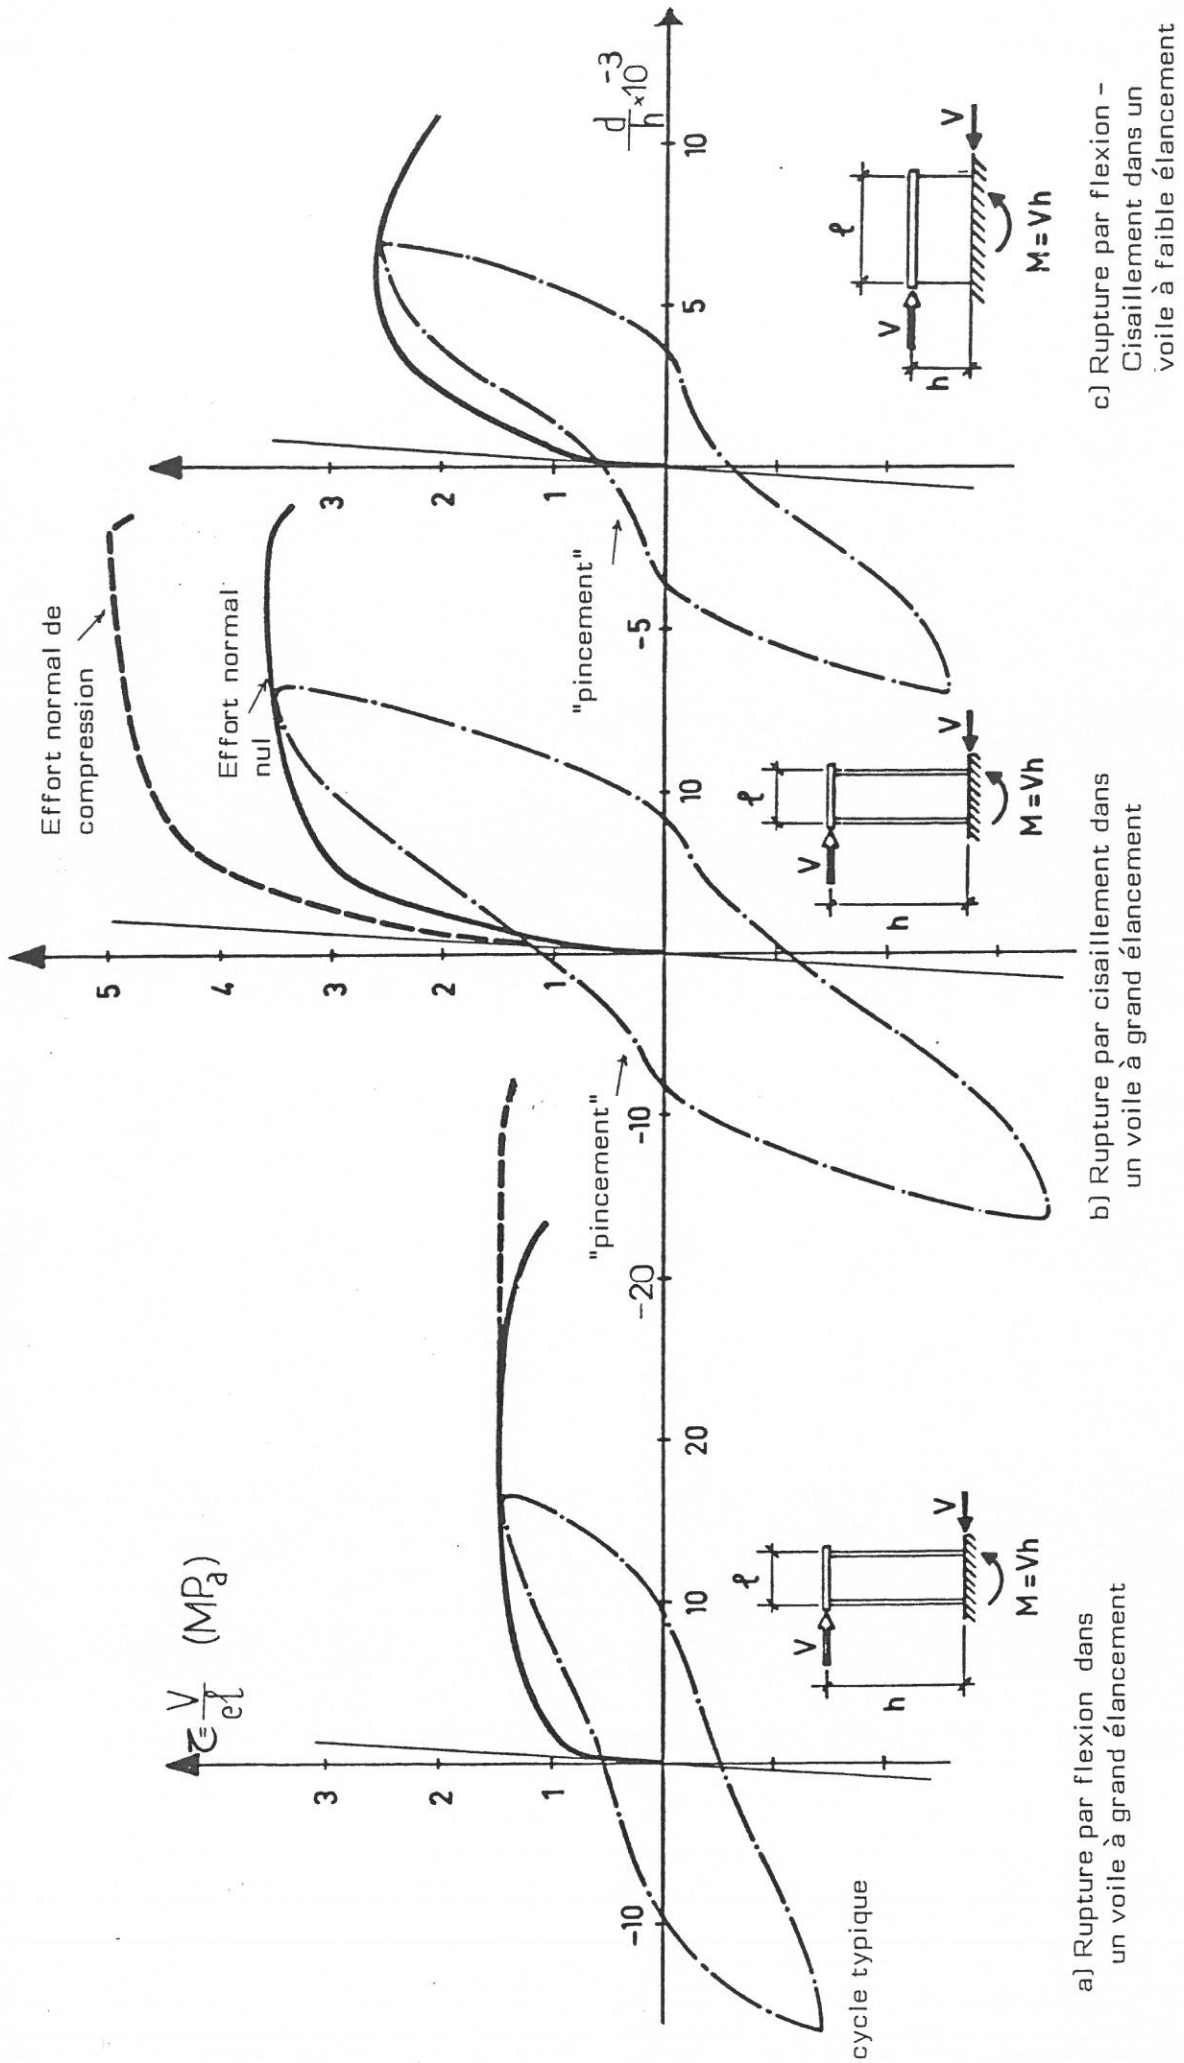 τ = V/eℓ (MPa)
3
2
1
-10
10
20
cycle typique
V
ℓ
h
V
M = Vh
a) Rupture par flexion dans
un voile à grand élancement
Effort normal de
compression
Effort normal
nul
5
4
3
2
1
-20
-10
10
"pincement"
V
ℓ
h
V
M = Vh
b) Rupture par cisaillement dans
un voile à grand élancement
3
2
1
-5
5
10
d/h ×10⁻³
"pincement"
V
ℓ
h
V
M = Vh
c) Rupture par flexion -
Cisaillement dans un
voile à faible élancement